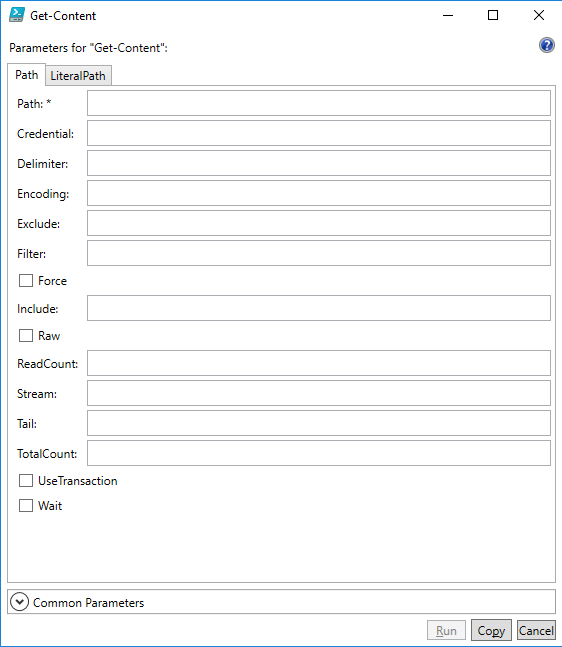 Get-Content
Parameters for "Get-Content":
?
Path LiteralPath
Path: *
Credential:
Delimiter:
Encoding:
Exclude:
Filter:
Force
Include:
Raw
ReadCount:
Stream:
Tail:
TotalCount:
UseTransaction
Wait
Common Parameters
Run Copy Cancel